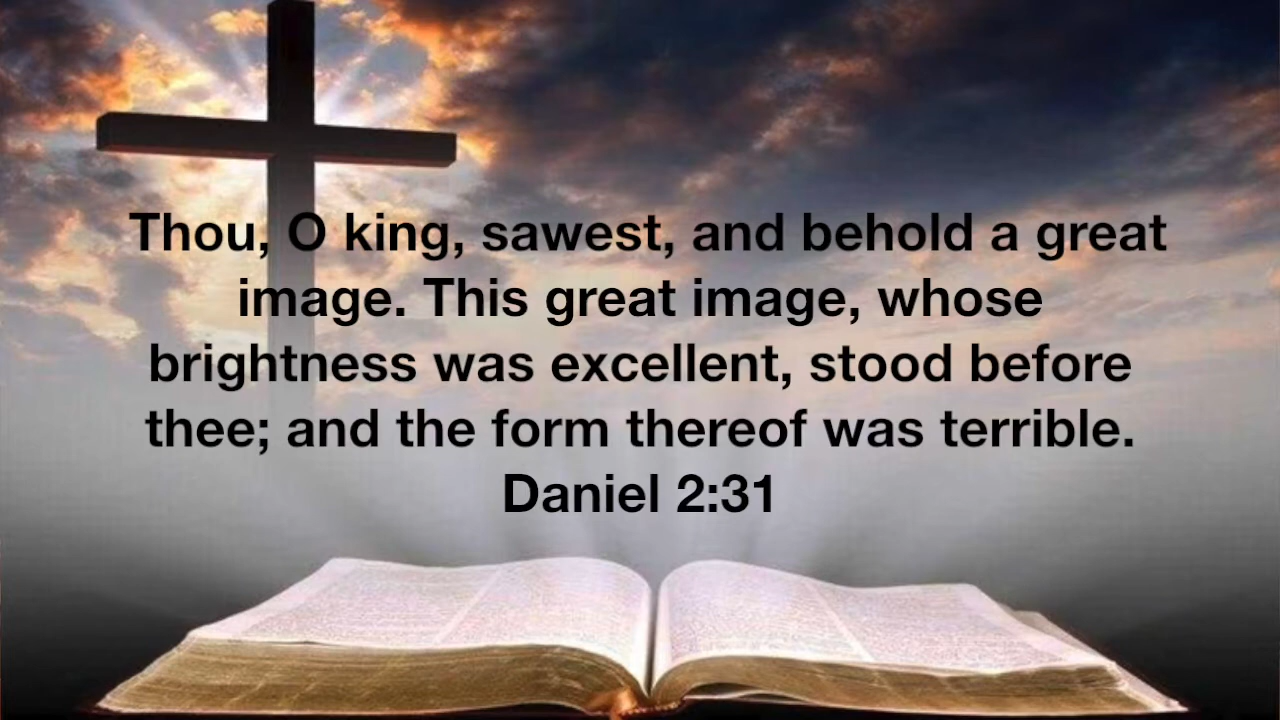 Thou, O king, sawest, and behold a great
image. This great image, whose
brightness was excellent, stood before
thee; and the form thereof was terrible.
Daniel 2:31